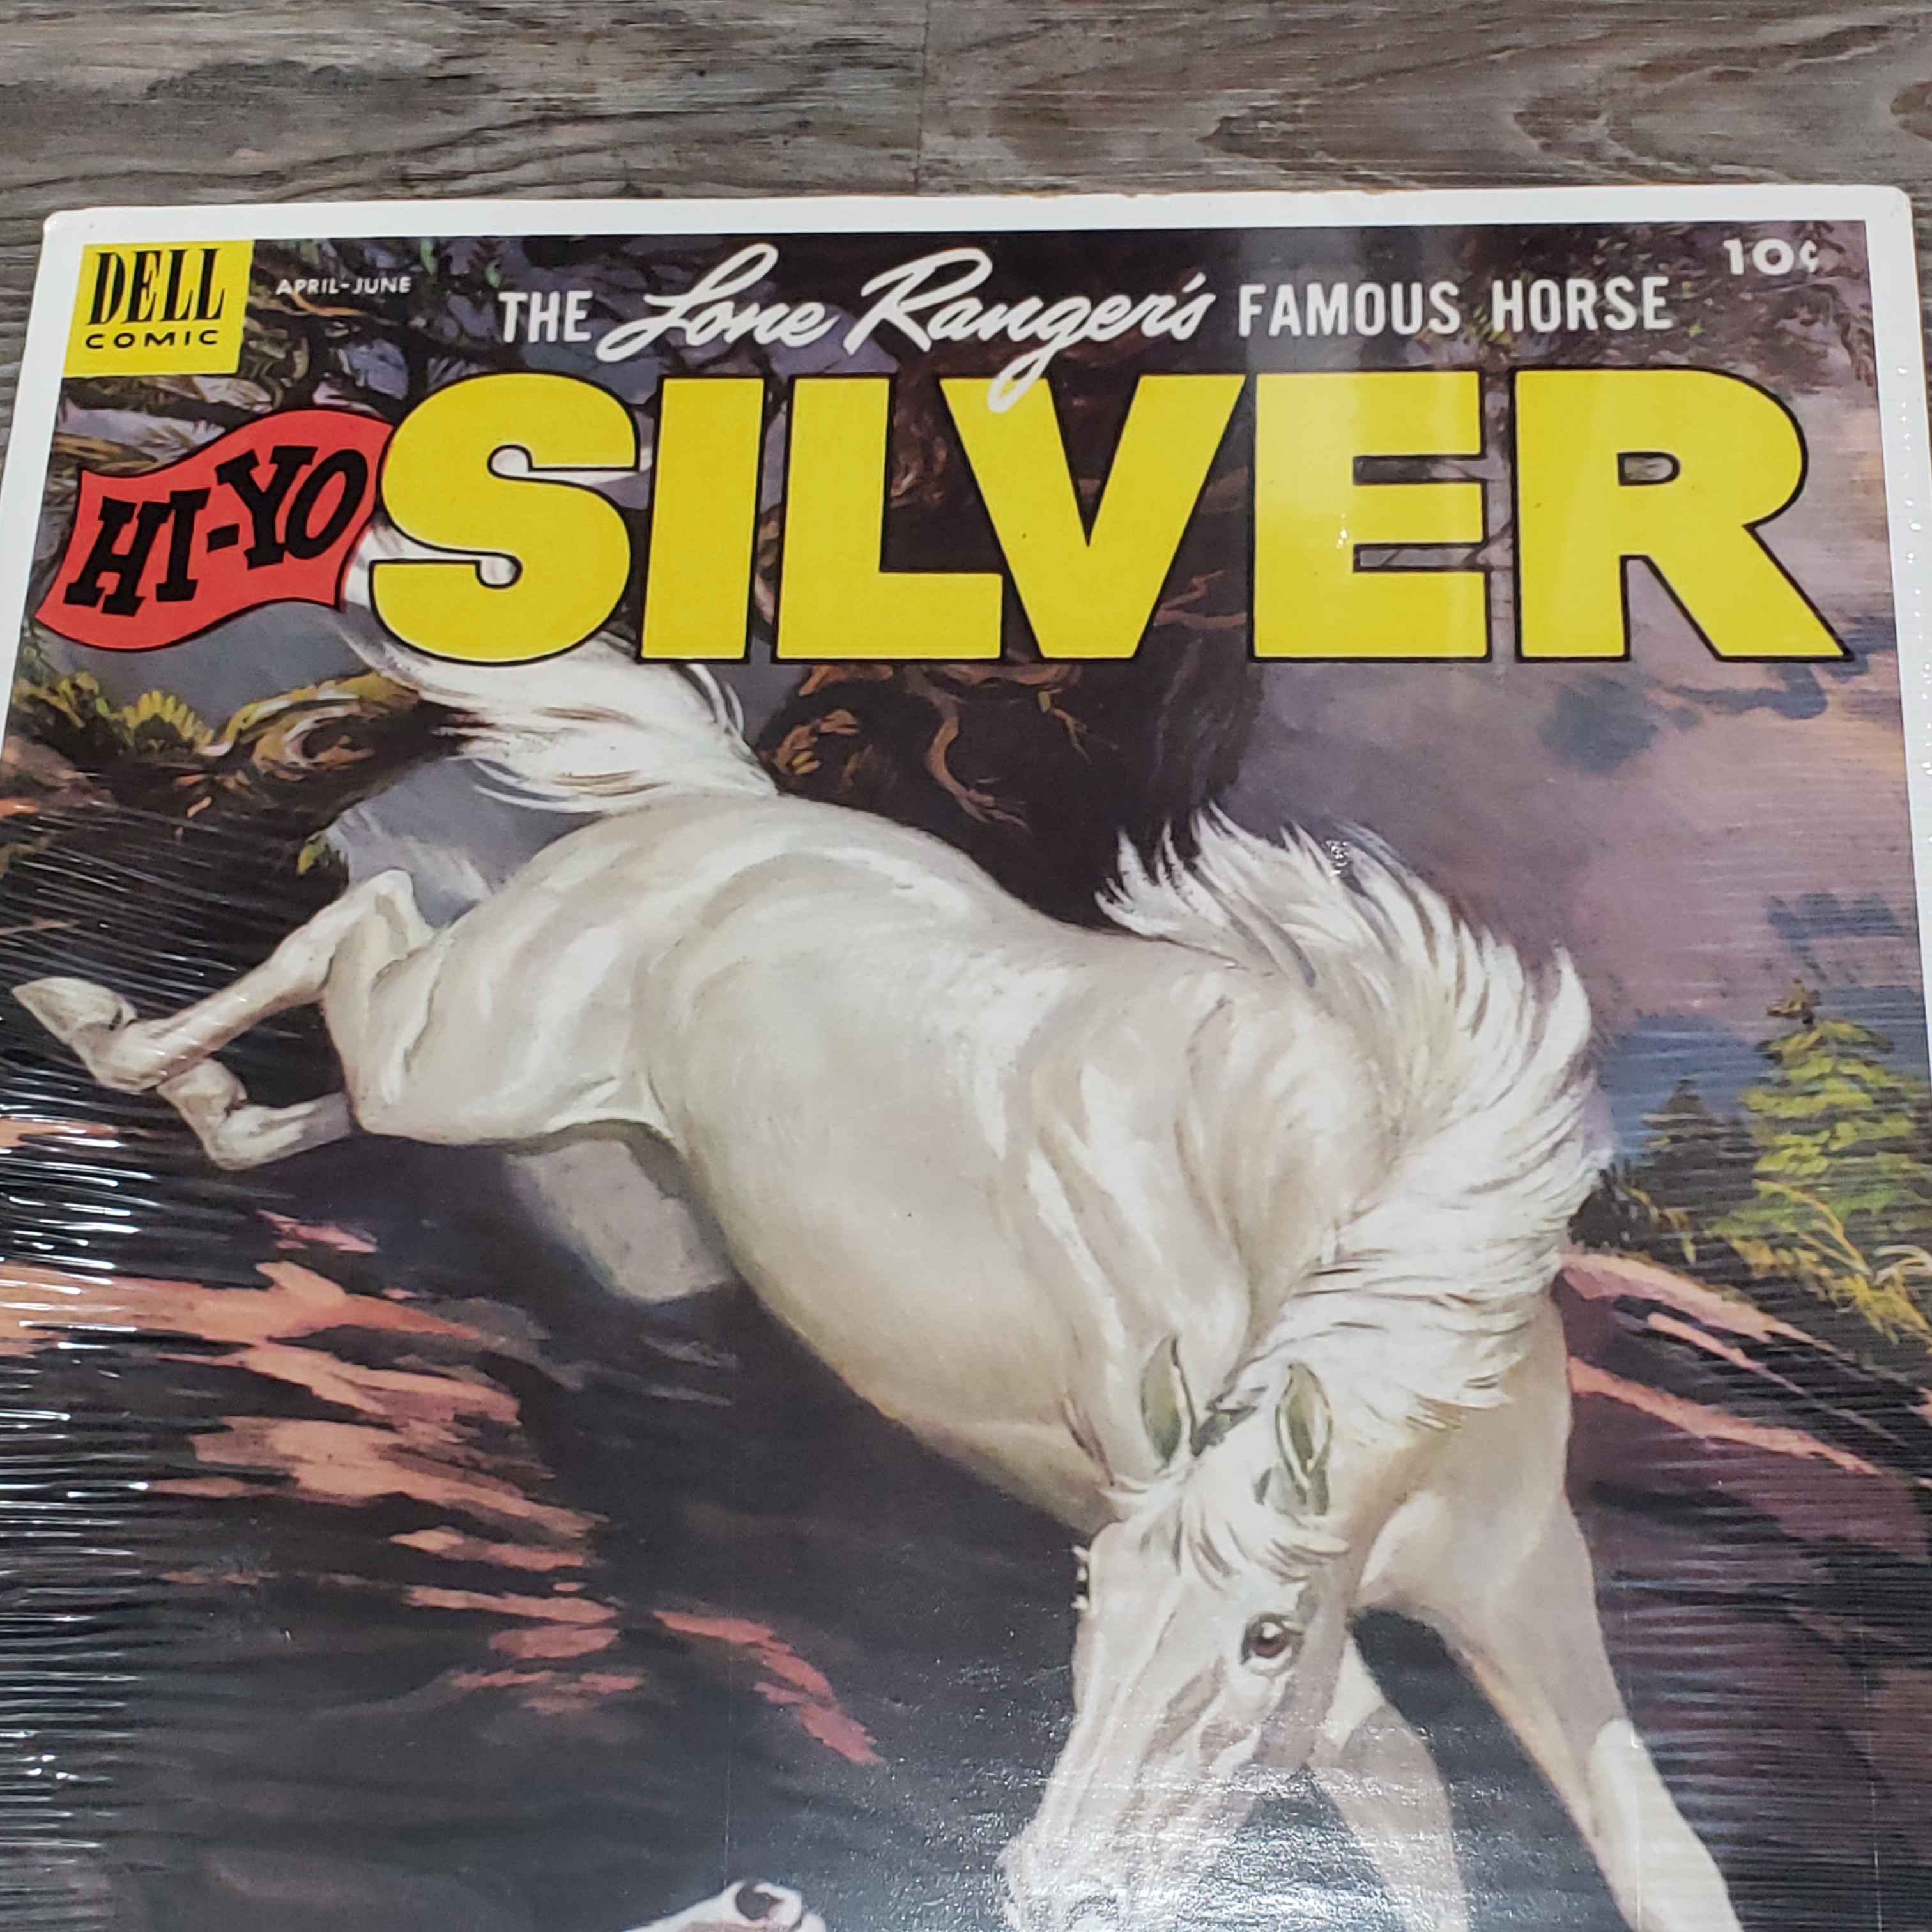 DELL
COMIC
APRIL-JUNE
10¢
THE Lone Ranger's FAMOUS HORSE
HI-YO
SILVER